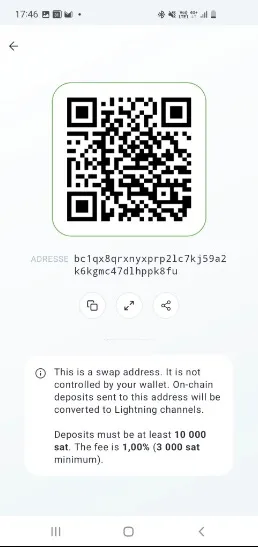 17:46
ADRESSE bc1qx8qrxnyxprp2lc7kj59a2
k6kgmc47dlhppk8fu
This is a swap address. It is not
controlled by your wallet. On-chain
deposits sent to this address will be
converted to Lightning channels.
Deposits must be at least 10 000
sat. The fee is 1,00% (3 000 sat
minimum).